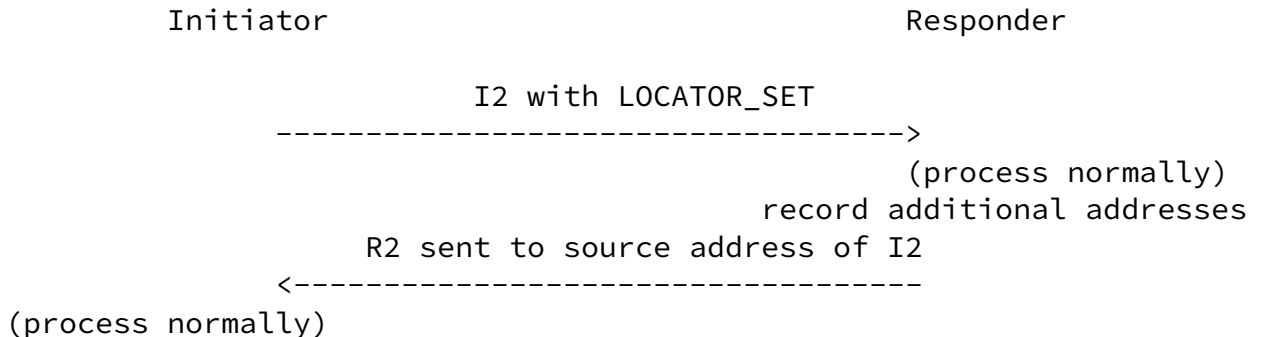 Initiator                                Responder
I2 with LOCATOR_SET
----------------------------------->
(process normally)
record additional addresses
R2 sent to source address of I2
<-----------------------------------
(process normally)